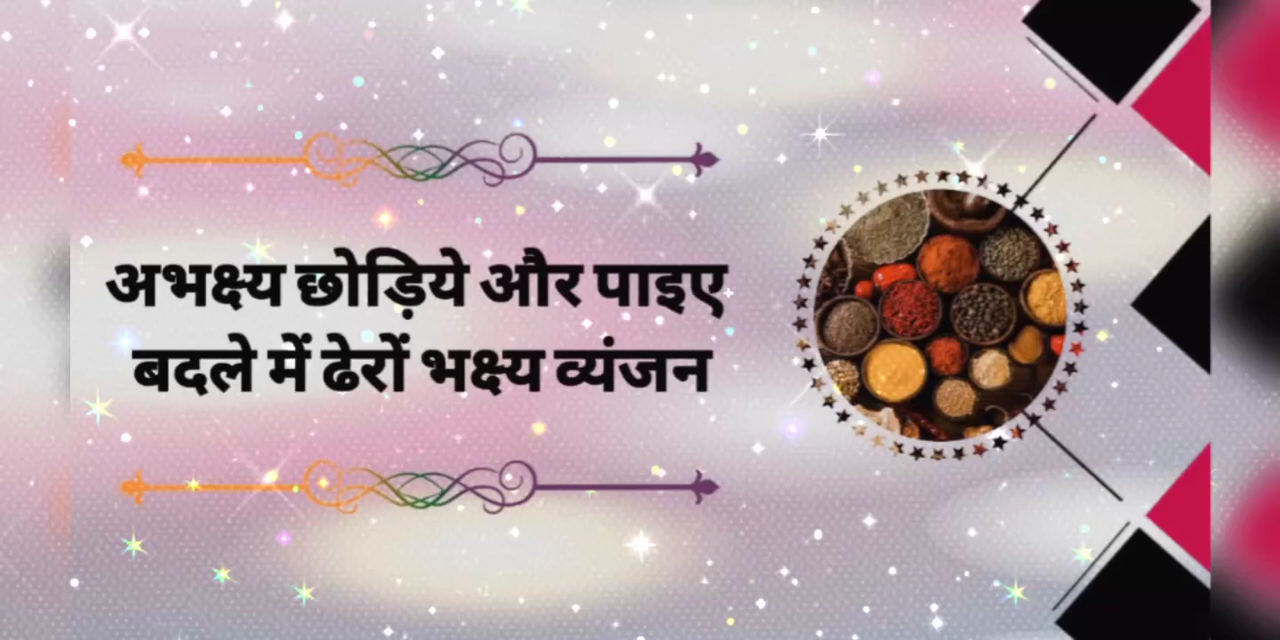 अभक्ष्य छोड़िये और पाइए
बदले में ढेरों भक्ष्य व्यंजन